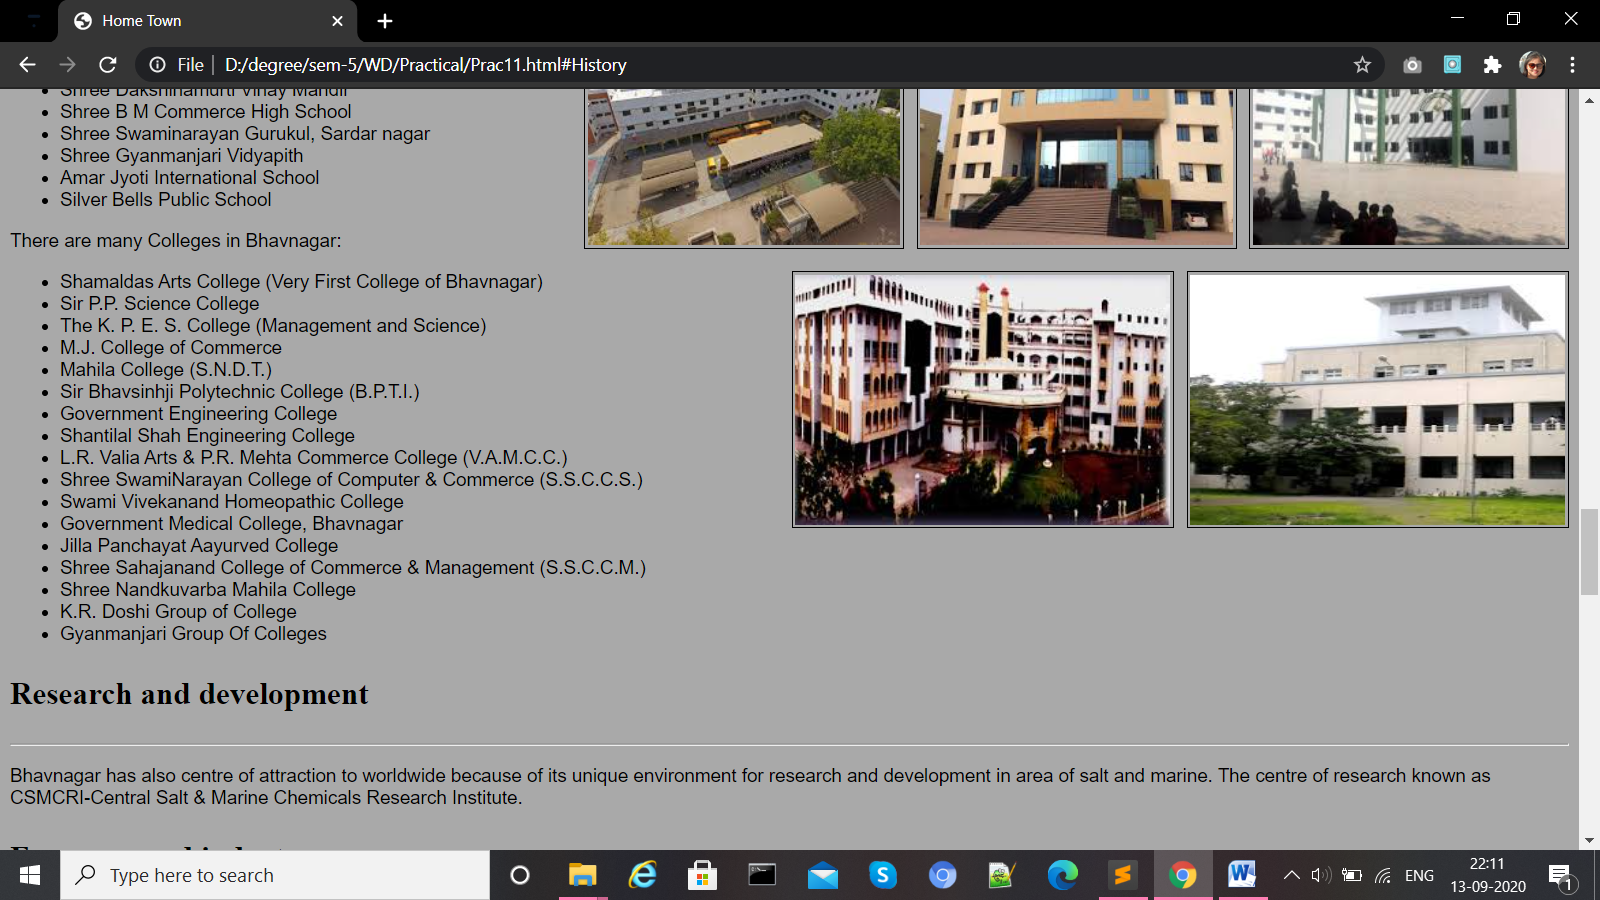 Home Town
File
D:/degree/sem-5/WD/Practical/Prac11.html#History
Shree Dakshinamurti Vinay Mandir
Shree B M Commerce High School
Shree Swaminarayan Gurukul, Sardar nagar
Shree Gyanmanjari Vidyapith
Amar Jyoti International School
Silver Bells Public School
There are many Colleges in Bhavnagar:
Shamaldas Arts College (Very First College of Bhavnagar)
Sir P.P. Science College
The K. P. E. S. College (Management and Science)
M.J. College of Commerce
Mahila College (S.N.D.T.)
Sir Bhavsinhji Polytechnic College (B.P.T.I.)
Government Engineering College
Shantilal Shah Engineering College
L.R. Valia Arts & P.R. Mehta Commerce College (V.A.M.C.C.)
Shree SwamiNarayan College of Computer & Commerce (S.S.C.C.S.)
Swami Vivekanand Homeopathic College
Government Medical College, Bhavnagar
Jilla Panchayat Aayurved College
Shree Sahajanand College of Commerce & Management (S.S.C.C.M.)
Shree Nandkuvarba Mahila College
K.R. Doshi Group of College
Gyanmanjari Group Of Colleges
Research and development
Bhavnagar has also centre of attraction to worldwide because of its unique environment for research and development in area of salt and marine. The centre of research known as
CSMCRI-Central Salt & Marine Chemicals Research Institute.
Type here to search
ENG
22:11
13-09-2020
1